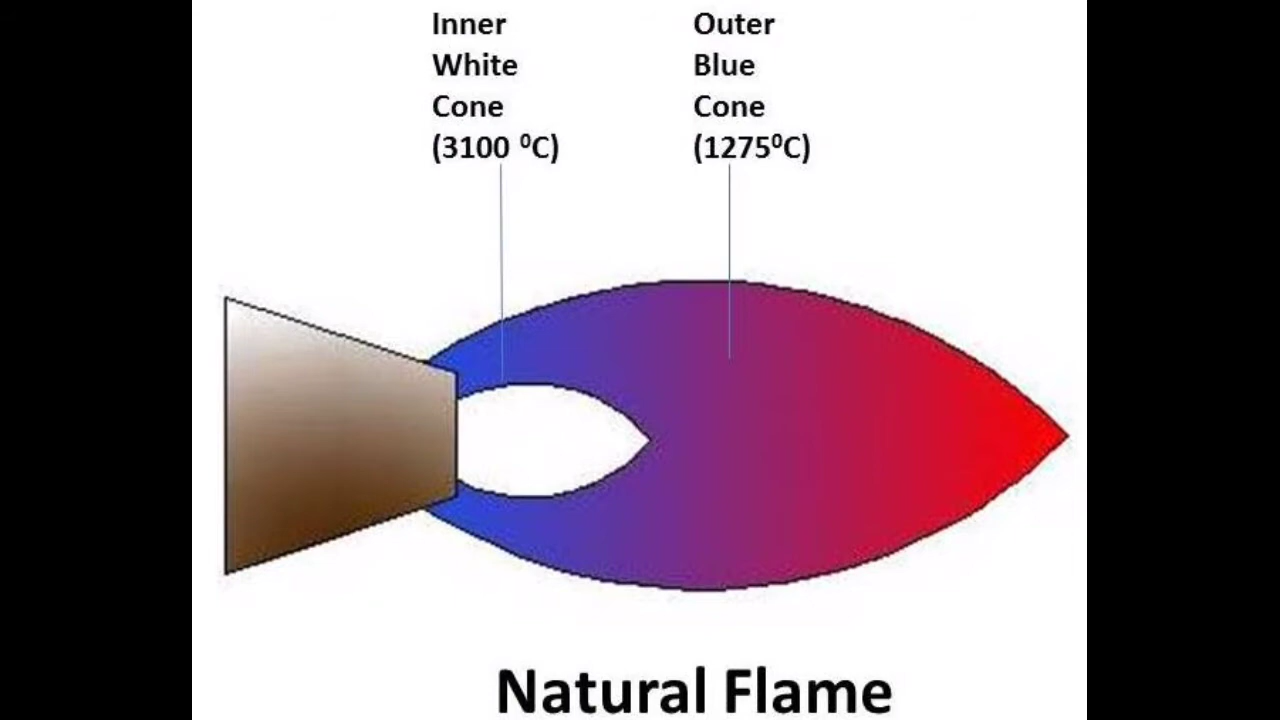 Inner
White
Cone
(3100 ⁰C)
Outer
Blue
Cone
(1275⁰C)
Natural Flame